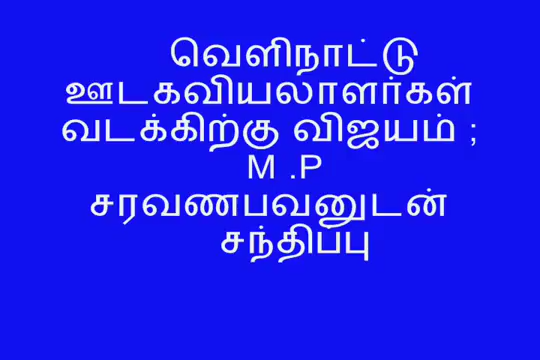 வெளிநாட்டு
ஊடகவியலாளர்கள்
வடக்கிற்கு விஜயம் ;
M .P
சரவணபவனுடன்
சந்திப்பு